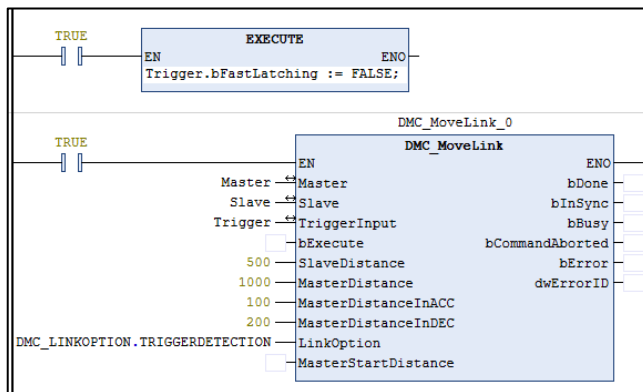 TRUE
EXECUTE
EN ENO
Trigger.bFastLatching := FALSE;
DMC_MoveLink_0
TRUE
DMC_MoveLink
EN ENO
Master Master bDone
Slave Slave bInSync
Trigger TriggerInput bBusy
bExecute bCommandAborted
500 SlaveDistance bError
1000 MasterDistance dwErrorID
100 MasterDistanceInACC
200 MasterDistanceInDEC
DMC_LINKOPTION.TRIGGERDETECTION LinkOption
MasterStartDistance